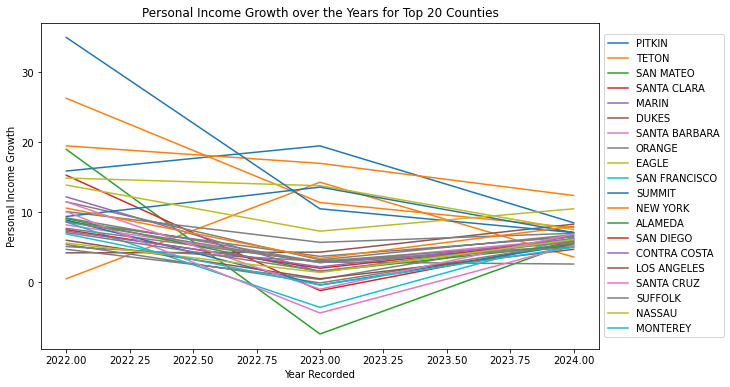 Personal Income Growth over the Years for Top 20 Counties
Personal Income Growth
30
20
10
0
2022.00 2022.25 2022.50 2022.75 2023.00 2023.25 2023.50 2023.75 2024.00
Year Recorded
PITKIN
TETON
SAN MATEO
SANTA CLARA
MARIN
DUKES
SANTA BARBARA
ORANGE
EAGLE
SAN FRANCISCO
SUMMIT
NEW YORK
ALAMEDA
SAN DIEGO
CONTRA COSTA
LOS ANGELES
SANTA CRUZ
SUFFOLK
NASSAU
MONTEREY